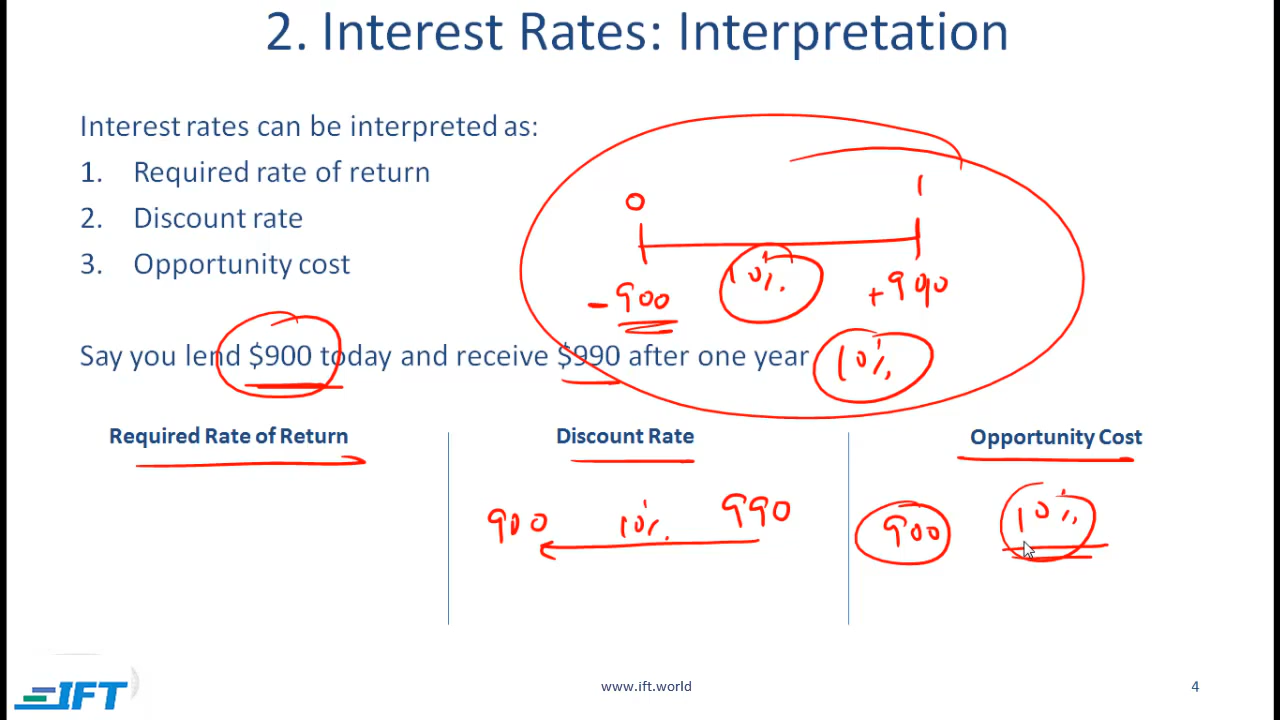 2. Interest Rates: Interpretation
Interest rates can be interpreted as:
1. Required rate of return
2. Discount rate
3. Opportunity cost
0 1
-900 10% +990
Say you lend $900 today and receive $990 after one year 10%
Required Rate of Return
Discount Rate
900 10% 990
Opportunity Cost
900 10%
IFT
www.ift.world
4